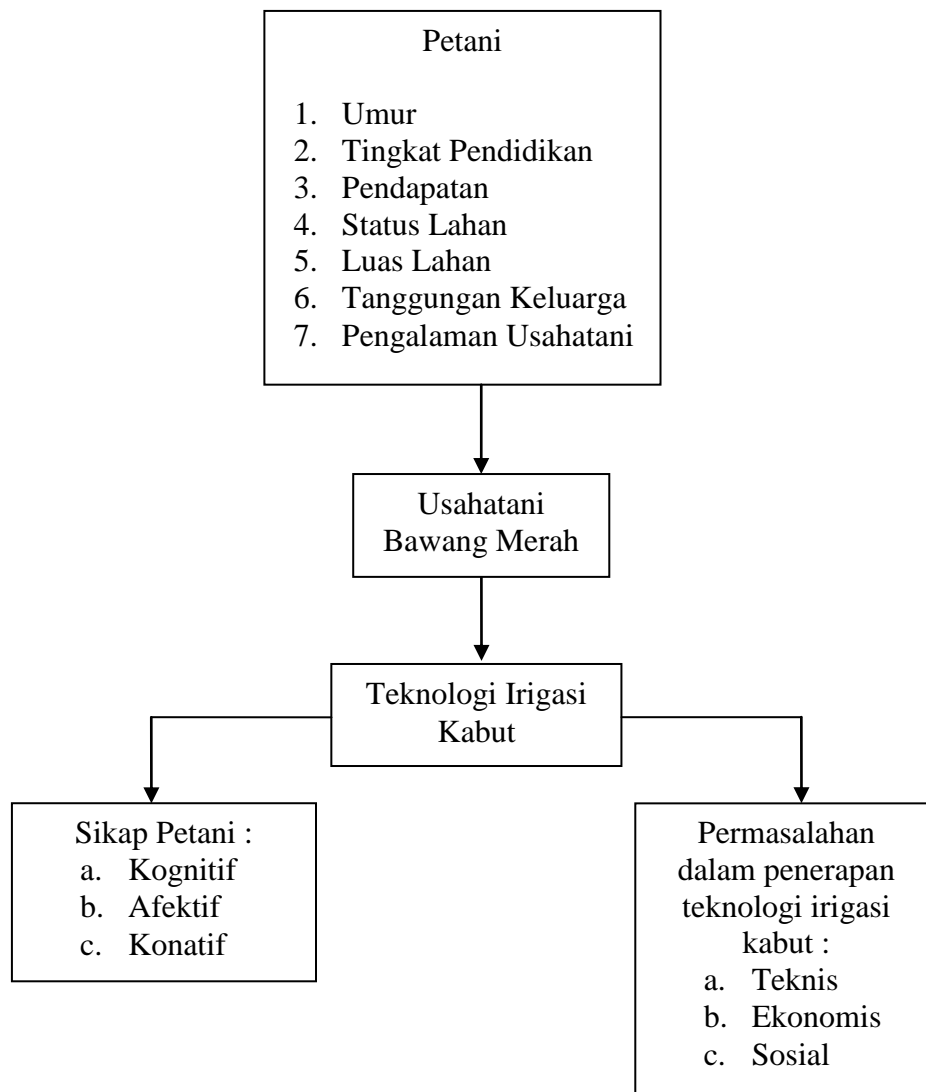 Petani
1. Umur
2. Tingkat Pendidikan
3. Pendapatan
4. Status Lahan
5. Luas Lahan
6. Tanggungan Keluarga
7. Pengalaman Usahatani
Usahatani
Bawang Merah
Teknologi Irigasi
Kabut
Sikap Petani :
a. Kognitif
b. Afektif
c. Konatif
Permasalahan
dalam penerapan
teknologi irigasi
kabut :
a. Teknis
b. Ekonomis
c. Sosial